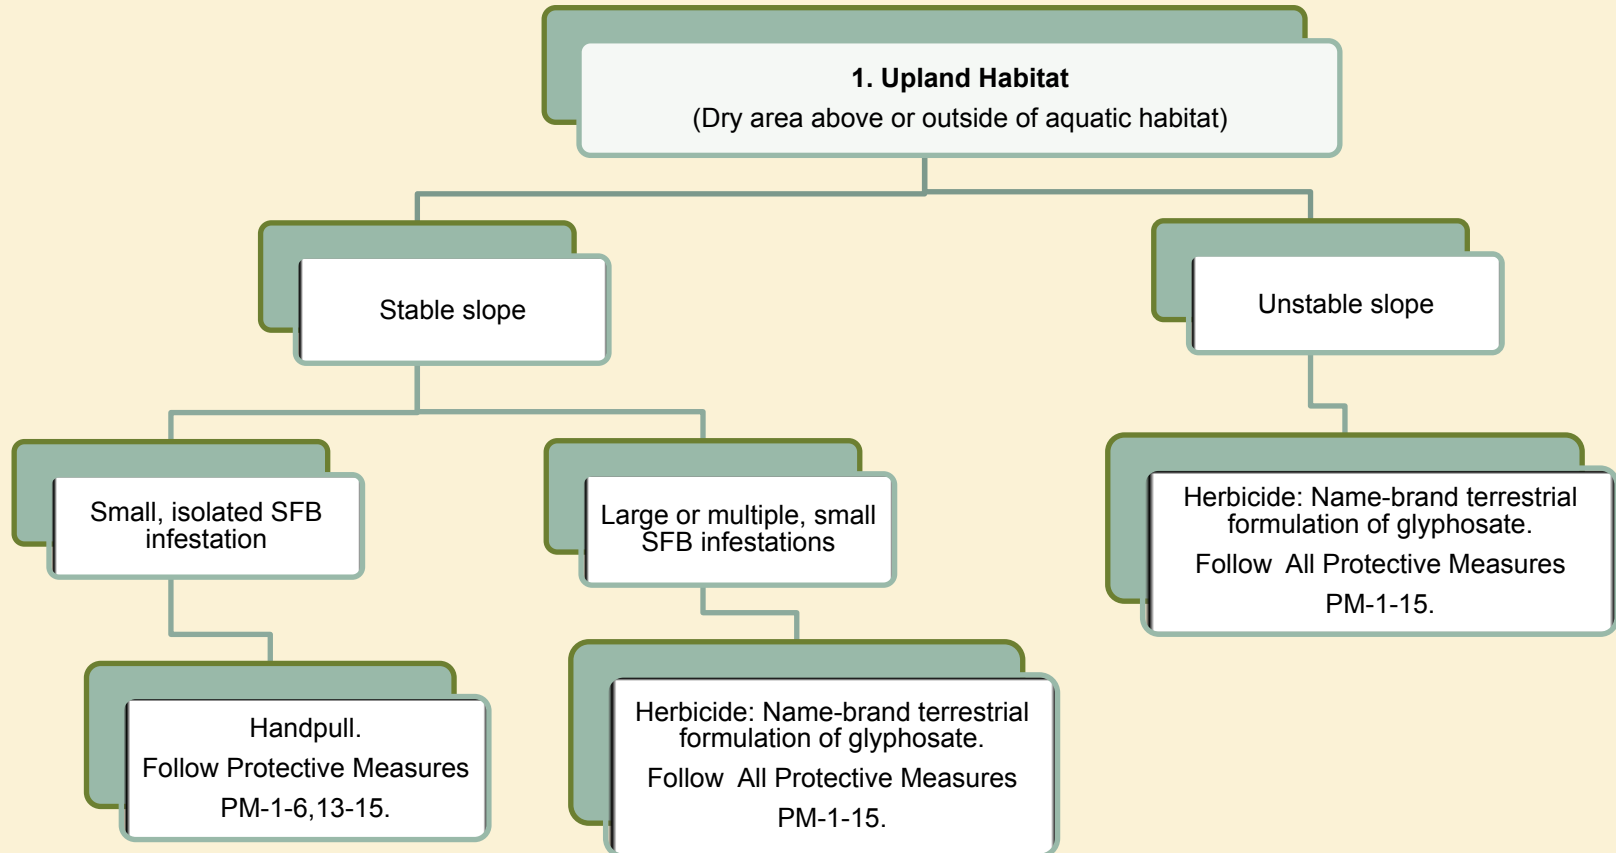 1. Upland Habitat
(Dry area above or outside of aquatic habitat)
Stable slope
Unstable slope
Small, isolated SFB
infestation
Large or multiple, small
SFB infestations
Herbicide: Name-brand terrestrial
formulation of glyphosate.
Follow  All Protective Measures
PM-1-15.
Handpull.
Follow Protective Measures
PM-1-6,13-15.
Herbicide: Name-brand terrestrial
formulation of glyphosate.
Follow  All Protective Measures
PM-1-15.